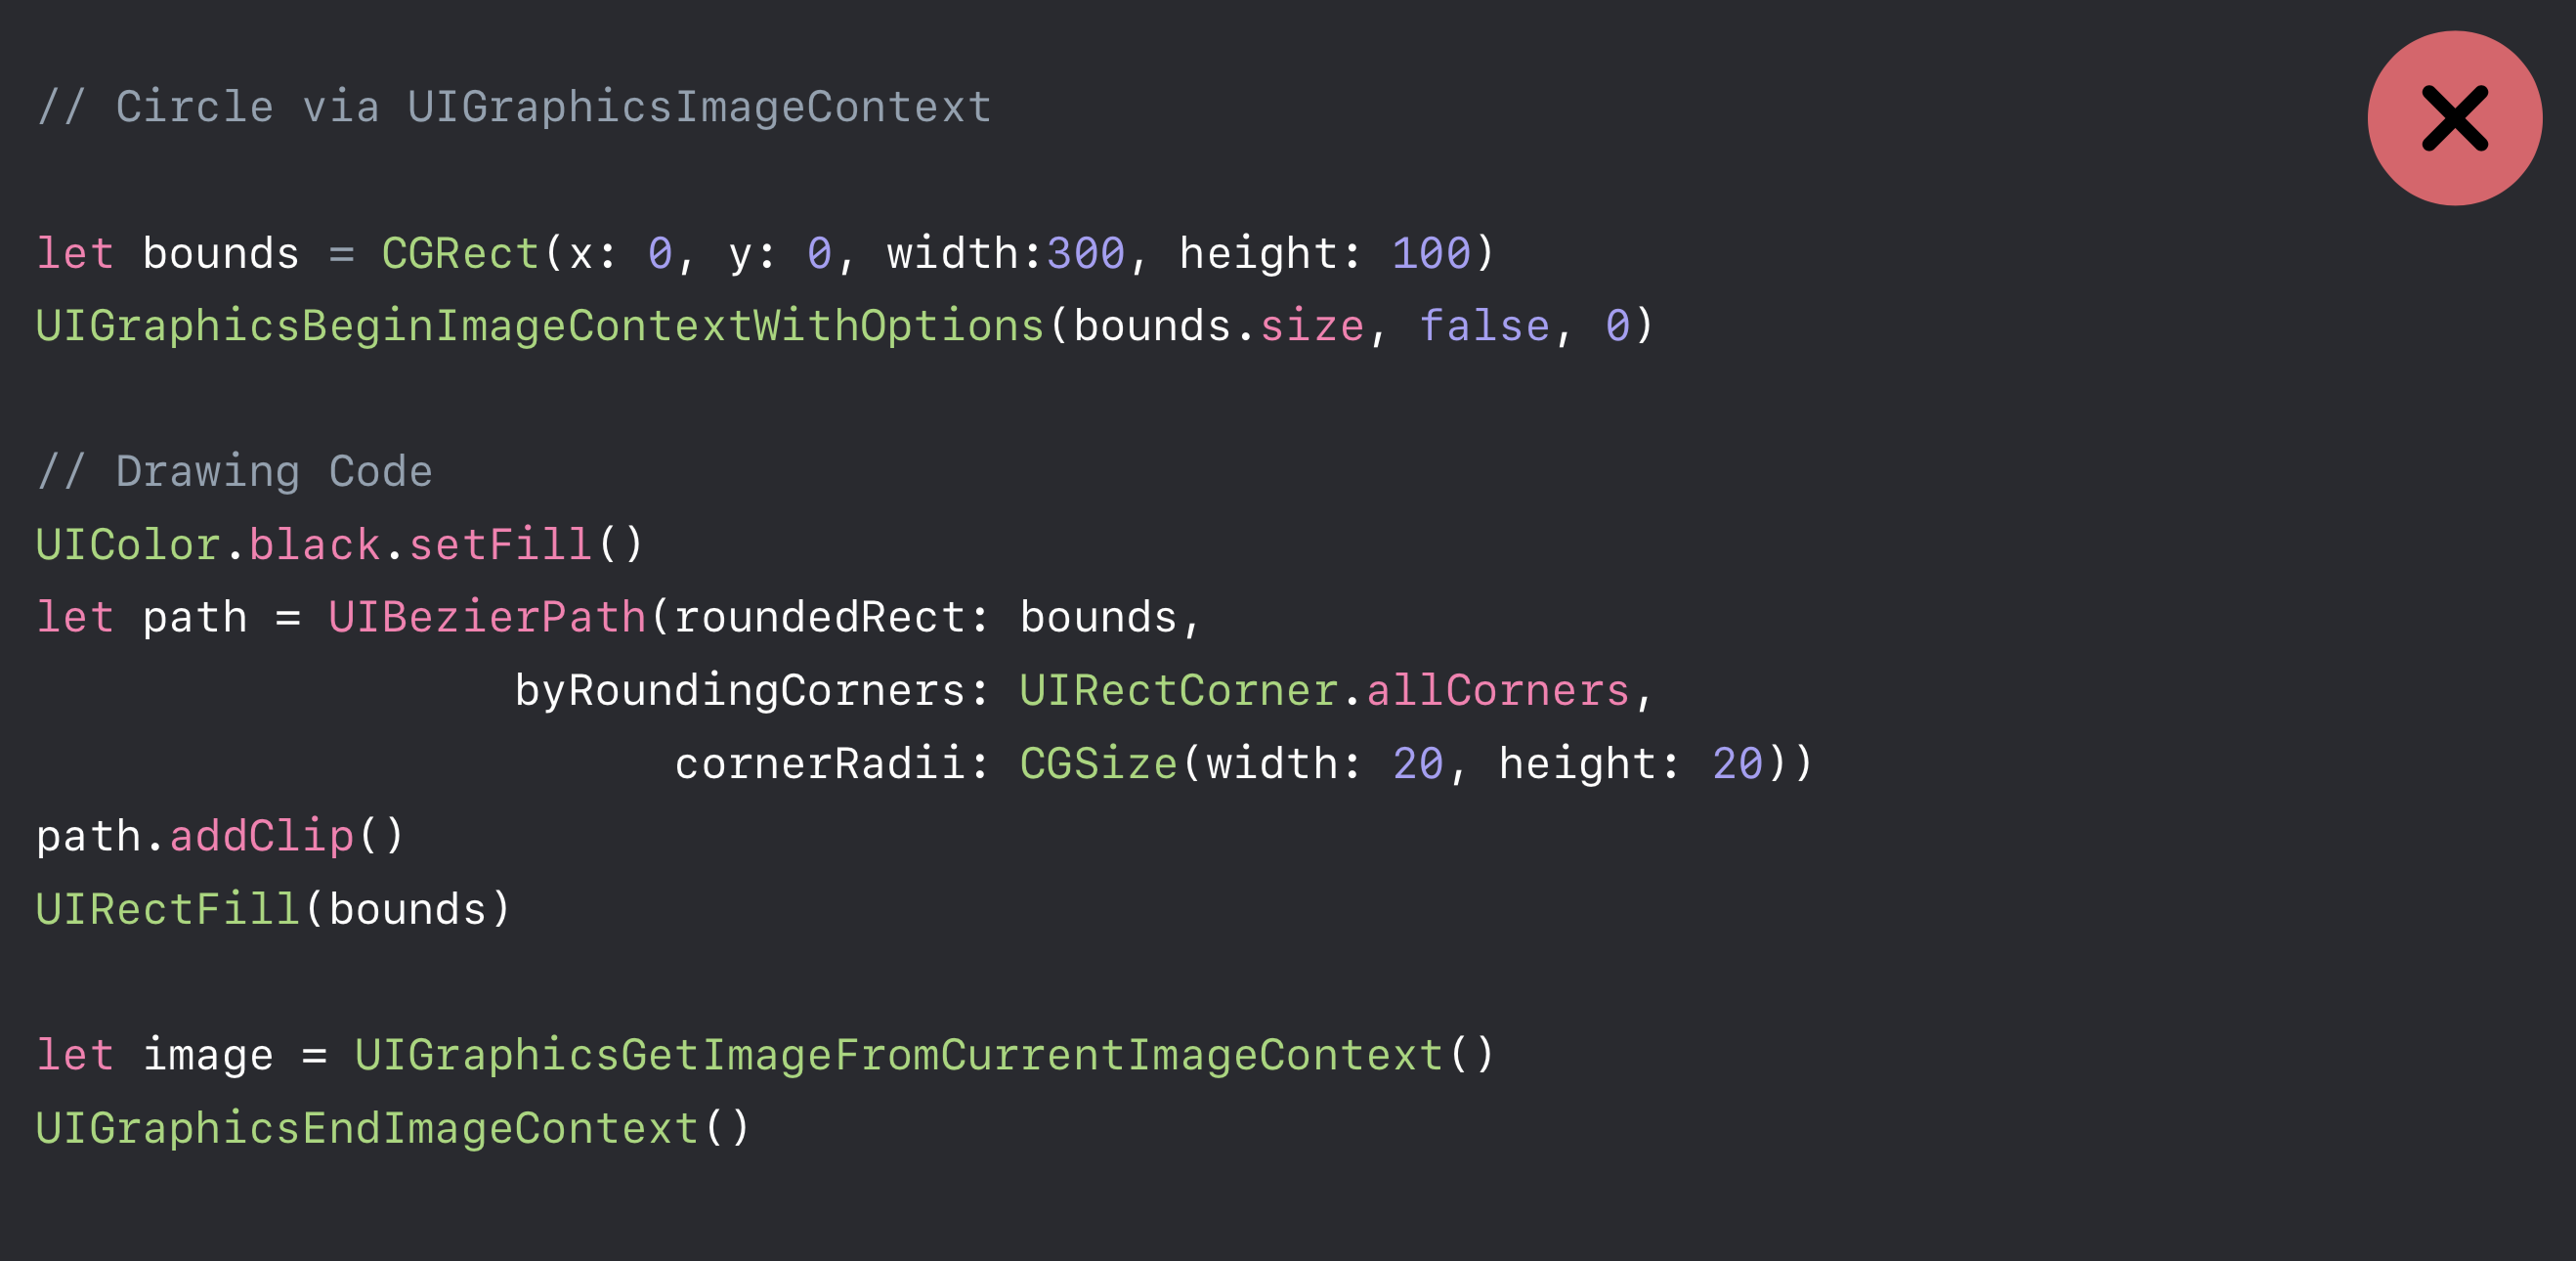 // Circle via UIGraphicsImageContext
let bounds = CGRect(x: 0, y: 0, width:300, height: 100)
UIGraphicsBeginImageContextWithOptions(bounds.size, false, 0)
// Drawing Code
UIColor.black.setFill()
let path = UIBezierPath(roundedRect: bounds,
byRoundingCorners: UIRectCorner.allCorners,
cornerRadii: CGSize(width: 20, height: 20))
path.addClip()
UIRectFill(bounds)
let image = UIGraphicsGetImageFromCurrentImageContext()
UIGraphicsEndImageContext()